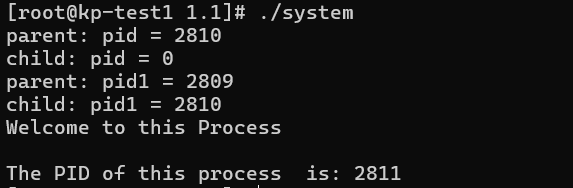 [root@kp-test1 1.1]# ./system
parent: pid = 2810
child: pid = 0
parent: pid1 = 2809
child: pid1 = 2810
Welcome to this Process
The PID of this process  is: 2811